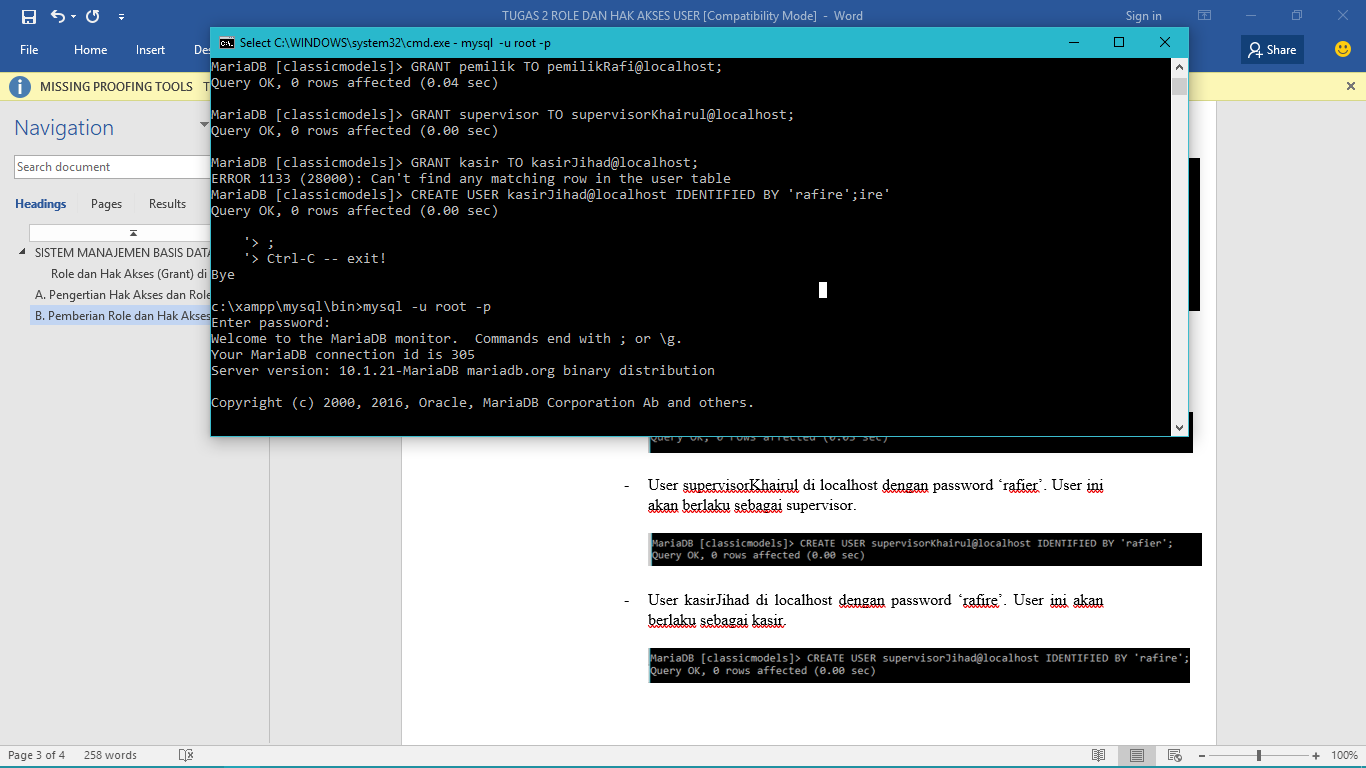 TUGAS 2 ROLE DAN HAK AKSES USER [Compatibility Mode] - Word
Sign in
File
Home
Insert
Share
Select C:\WINDOWS\system32\cmd.exe - mysql -u root -p
MISSING PROOFING TOOLS
MariaDB [classicmodels]> GRANT pemilik TO pemilikRafi@localhost;
Query OK, 0 rows affected (0.04 sec)
MariaDB [classicmodels]> GRANT supervisor TO supervisorKhairul@localhost;
Query OK, 0 rows affected (0.00 sec)
MariaDB [classicmodels]> GRANT kasir TO kasirJihad@localhost;
ERROR 1133 (28000): Can't find any matching row in the user table
MariaDB [classicmodels]> CREATE USER kasirJihad@localhost IDENTIFIED BY 'rafire';ire'
Query OK, 0 rows affected (0.00 sec)
'> ;
'> Ctrl-C -- exit!
Bye
c:\xampp\mysql\bin>mysql -u root -p
Enter password:
Welcome to the MariaDB monitor.  Commands end with ; or \g.
Your MariaDB connection id is 305
Server version: 10.1.21-MariaDB mariadb.org binary distribution
Copyright (c) 2000, 2016, Oracle, MariaDB Corporation Ab and others.
Navigation
Search document
Headings
Pages
Results
SISTEM MANAJEMEN BASIS DATA
Role dan Hak Akses (Grant) di
A. Pengertian Hak Akses dan Role
B. Pemberian Role dan Hak Akses
Query OK, 0 rows affected (0.05 sec)
- User supervisorKhairul di localhost dengan password ‘rafier’. User ini
akan berlaku sebagai supervisor.
MariaDB [classicmodels]> CREATE USER supervisorKhairul@localhost IDENTIFIED BY 'rafier';
Query OK, 0 rows affected (0.00 sec)
- User kasirJihad di localhost dengan password ‘rafire’. User ini akan
berlaku sebagai kasir.
MariaDB [classicmodels]> CREATE USER supervisorJihad@localhost IDENTIFIED BY 'rafire';
Query OK, 0 rows affected (0.00 sec)
Page 3 of 4
258 words
100%